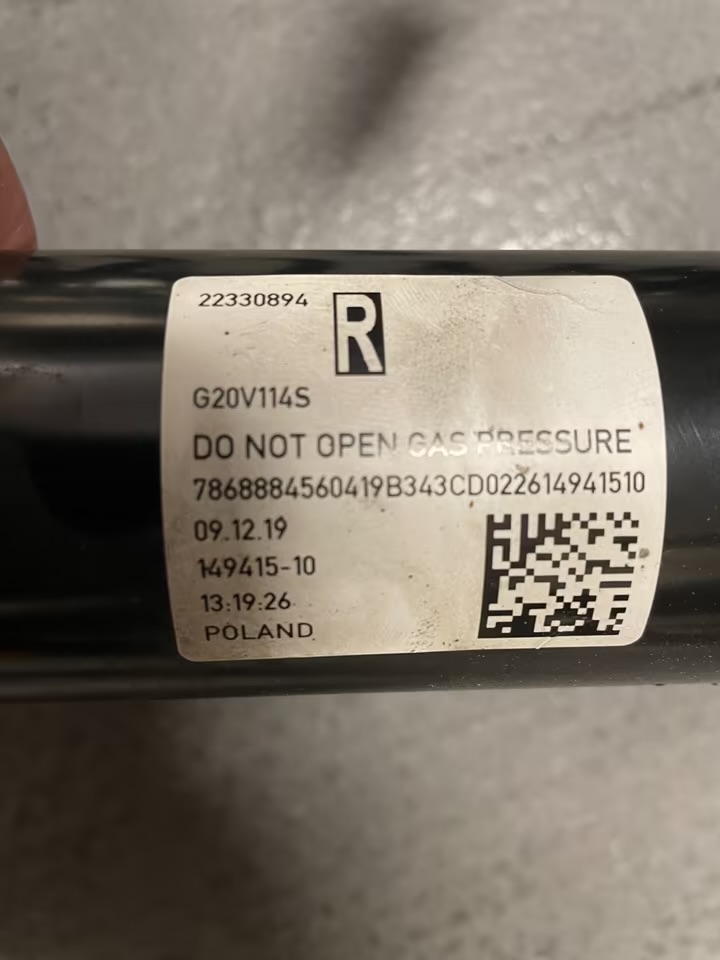 22330894 R
G20V114S
DO NOT OPEN GAS PRESSURE
7868884560419B343CD022614941510
09.12.19
149415-10
13:19:26
POLAND